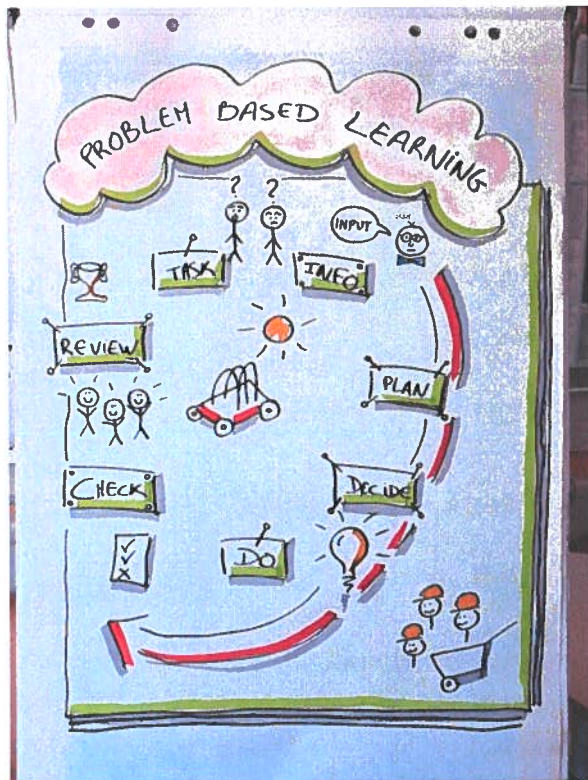 PROBLEM BASED LEARNING
? ?
INPUT
TASK
INFO
REVIEW
PLAN
CHECK
DECIDE
DO